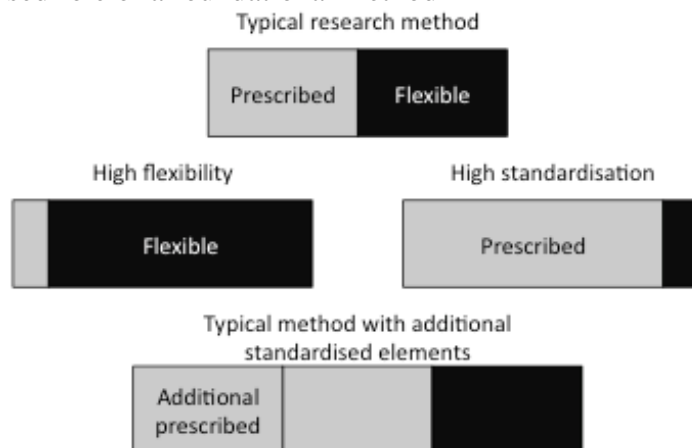 Typical research method
Prescribed
Flexible
High flexibility
High standardisation
Flexible
Prescribed
Typical method with additional
standardised elements
Additional
prescribed